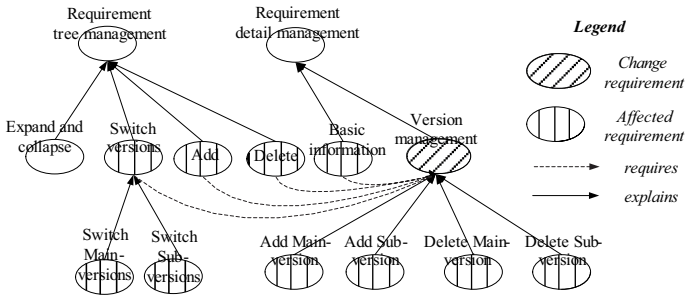 Requirement
tree management
Requirement
detail management
Expand and
collapse
Switch
versions
Add
Delete
Basic
information
Version
management
Switch
Main-
versions
Switch
Sub-
versions
Add Main-
version
Add Sub-
version
Delete Main-
version
Delete Sub-
version
Legend
Change
requirement
Affected
requirement
requires
explains